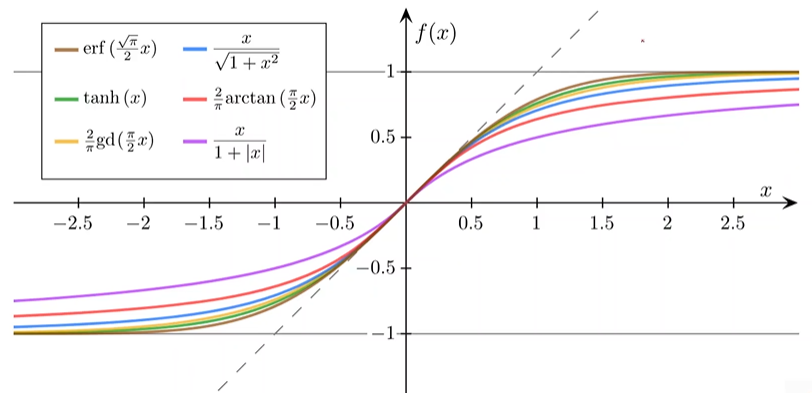 f(x)
erf(√π/2 x)
x/√(1 + x²)
tanh(x)
2/π arctan(π/2 x)
2/π gd(π/2 x)
x/(1 + |x|)
1
0.5
x
−2.5 −2 −1.5 −1 −0.5 0.5 1 1.5 2 2.5
−0.5
−1